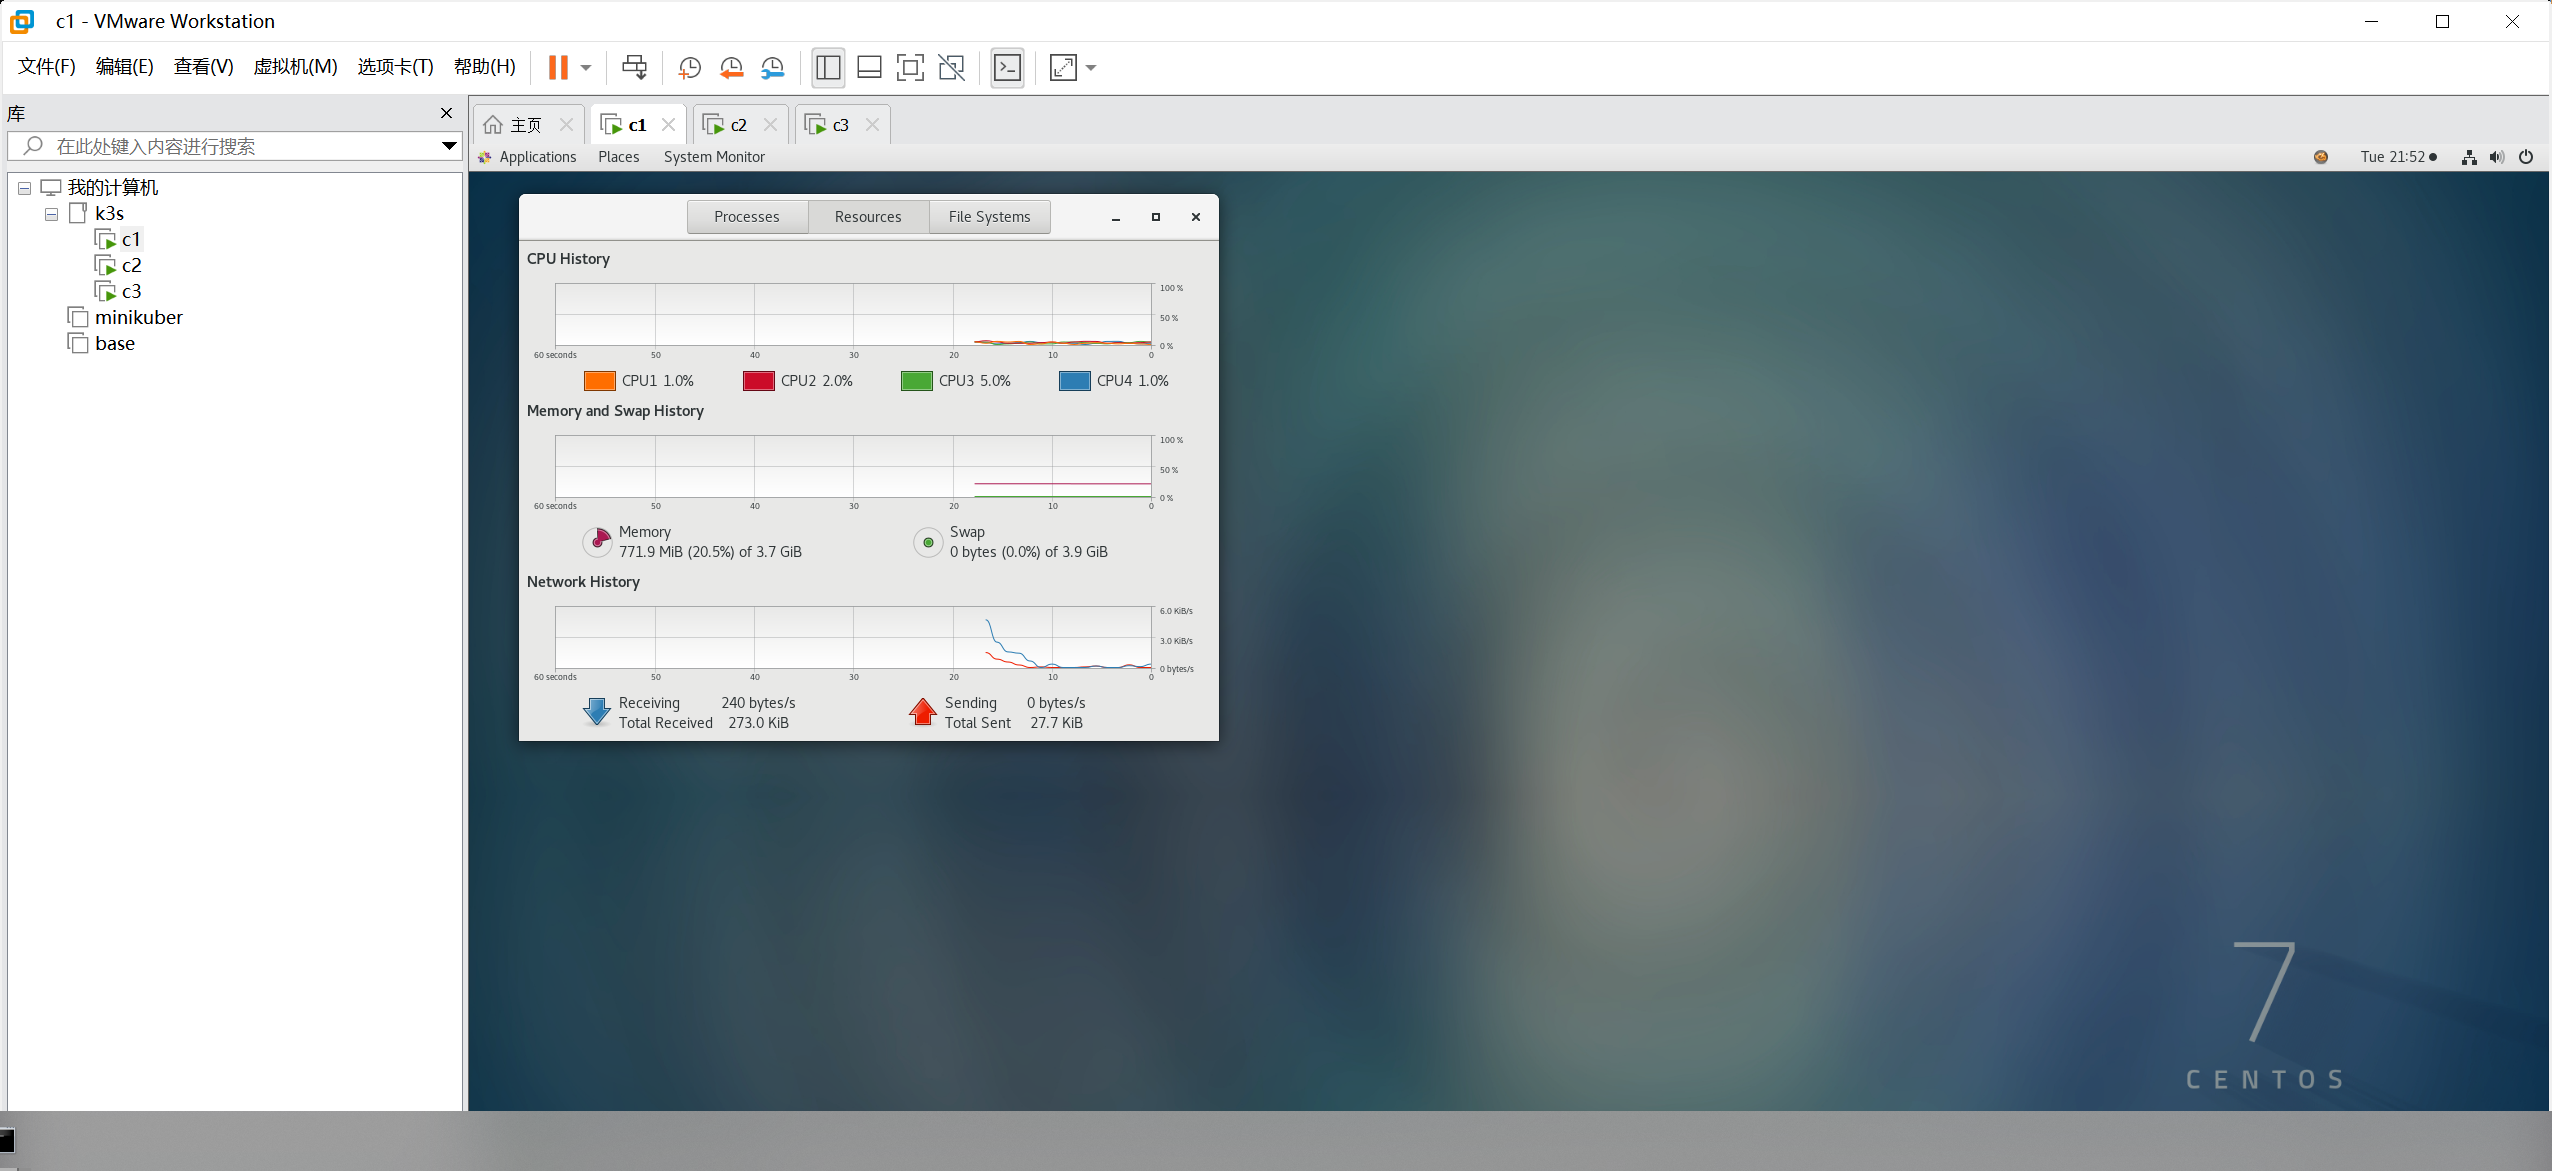 c1 - VMware Workstation
文件(F) 编辑(E) 查看(V) 虚拟机(M) 选项卡(T) 帮助(H)
库
在此处键入内容进行搜索
我的计算机
k3s
c1
c2
c3
minikuber
base
主页 c1 c2 c3
Applications Places System Monitor Tue 21:52
Processes Resources File Systems
CPU History
100 %
50 %
0 %
60 seconds 50 40 30 20 10 0
CPU1 1.0% CPU2 2.0% CPU3 5.0% CPU4 1.0%
Memory and Swap History
100 %
50 %
0 %
60 seconds 50 40 30 20 10 0
Memory
771.9 MiB (20.5%) of 3.7 GiB
Swap
0 bytes (0.0%) of 3.9 GiB
Network History
6.0 KiB/s
3.0 KiB/s
0 bytes/s
60 seconds 50 40 30 20 10 0
Receiving 240 bytes/s
Total Received 273.0 KiB
Sending 0 bytes/s
Total Sent 27.7 KiB
7
CENTOS